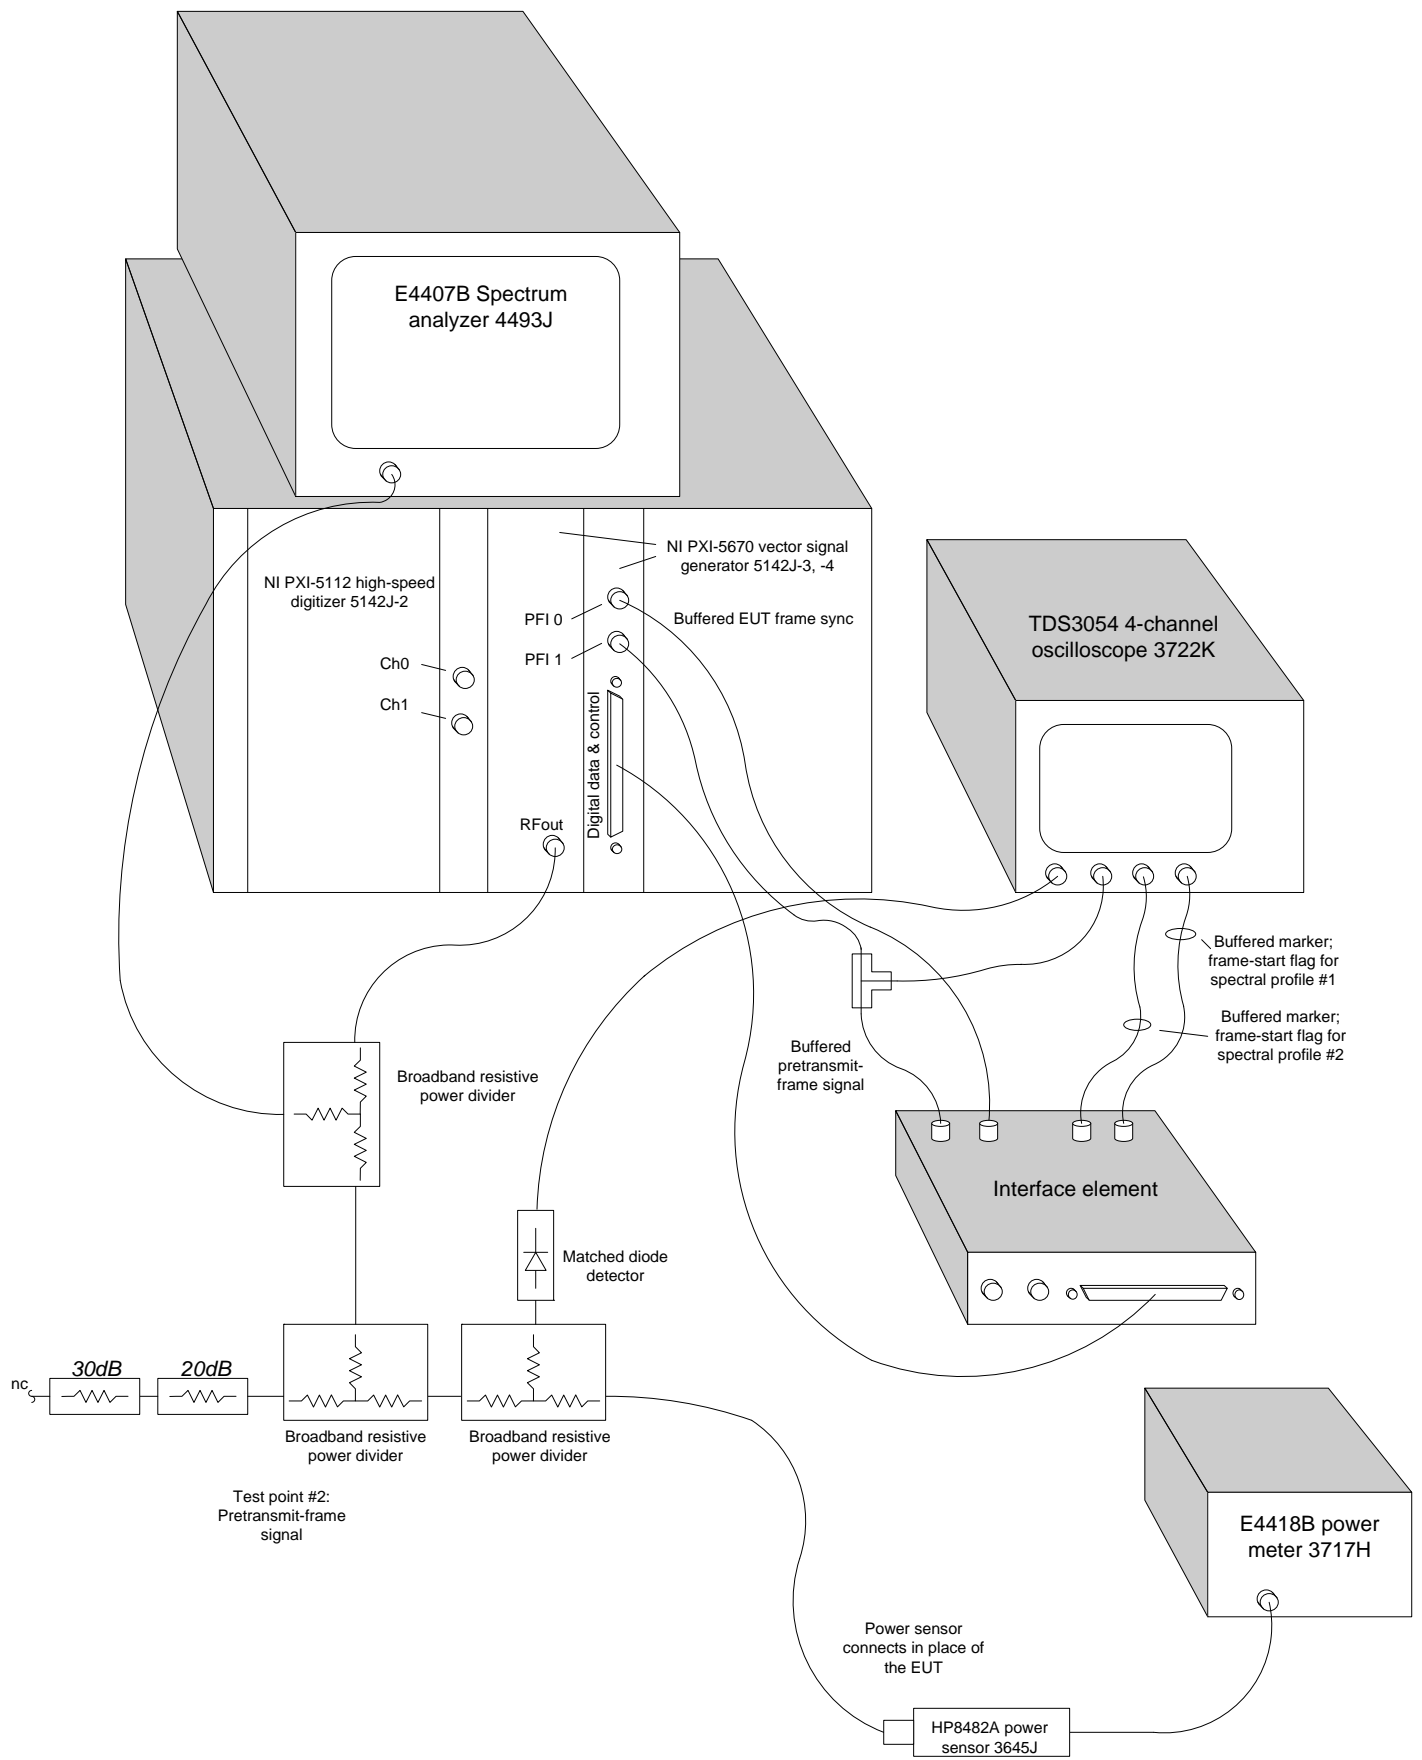 E4407B Spectrum
analyzer 4493J
NI PXI-5670 vector signal
generator 5142J-3, -4
NI PXI-5112 high-speed
digitizer 5142J-2
PFI 0
Buffered EUT frame sync
PFI 1
Ch0
Ch1
Digital data & control
RFout
TDS3054 4-channel
oscilloscope 3722K
Buffered marker;
frame-start flag for
spectral profile #1
Buffered marker;
frame-start flag for
spectral profile #2
Buffered
pretransmit-
frame signal
Broadband resistive
power divider
Interface element
Matched diode
detector
nc
30dB
20dB
Broadband resistive
power divider
Broadband resistive
power divider
Test point #2:
Pretransmit-frame
signal
E4418B power
meter 3717H
Power sensor
connects in place of
the EUT
HP8482A power
sensor 3645J